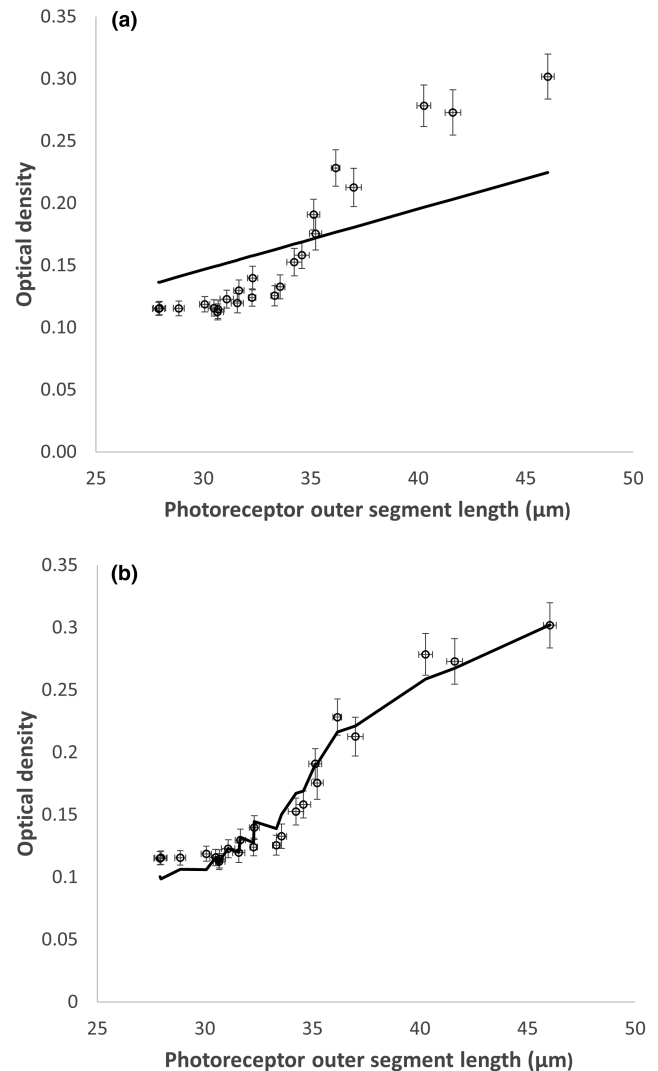 (a)
0.35
0.30
0.25
0.20
0.15
0.10
0.05
0.00
Optical density
25 30 35 40 45 50
Photoreceptor outer segment length (µm)
(b)
0.35
0.3
0.25
0.2
0.15
0.1
0.05
0
Optical density
25 30 35 40 45 50
Photoreceptor outer segment length (µm)